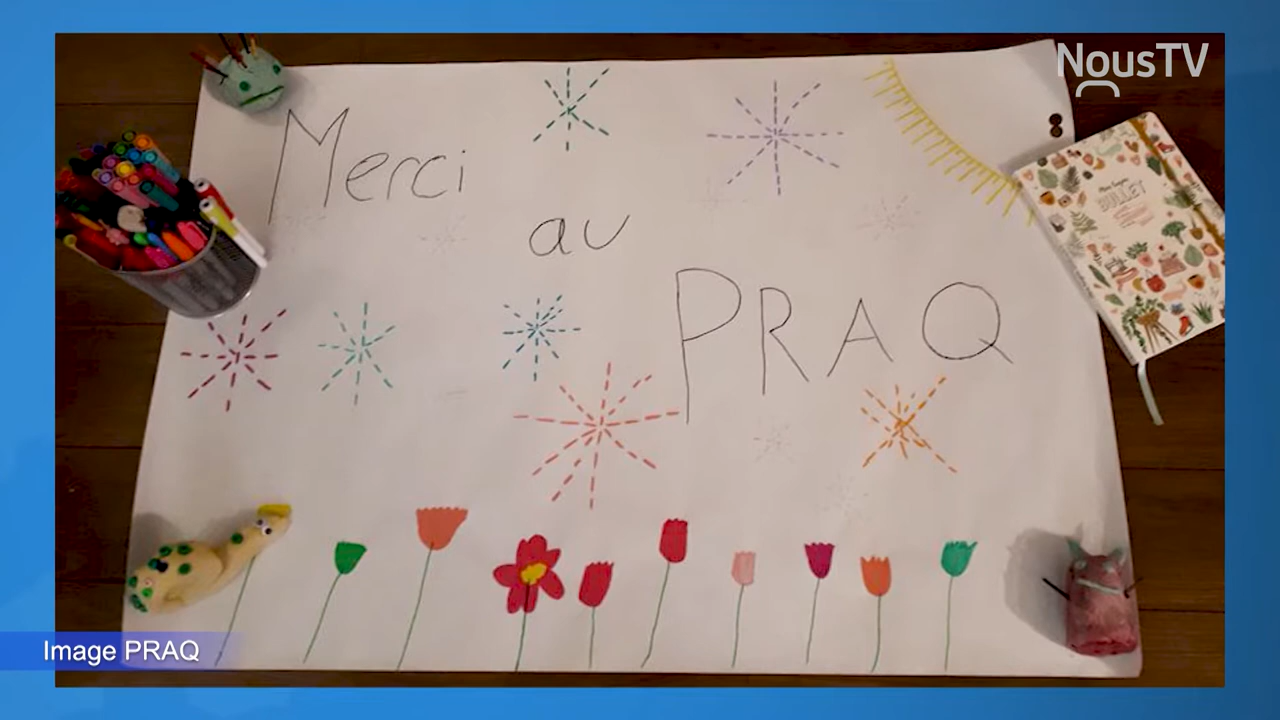 NousTV
Merci
au
PRAQ
BULLET
Image PRAQ